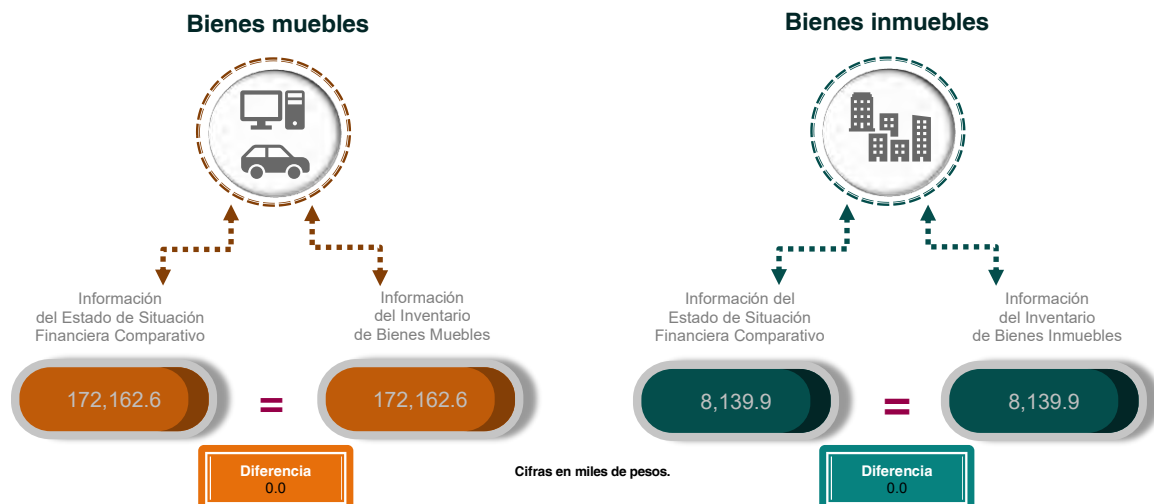 Bienes muebles
Información
del Estado de Situación
Financiera Comparativo
Información
del Inventario
de Bienes Muebles
172,162.6
=
172,162.6
Diferencia
0.0
Cifras en miles de pesos.
Bienes inmuebles
Información del
Estado de Situación
Financiera Comparativo
Información
del Inventario
de Bienes Inmuebles
8,139.9
=
8,139.9
Diferencia
0.0